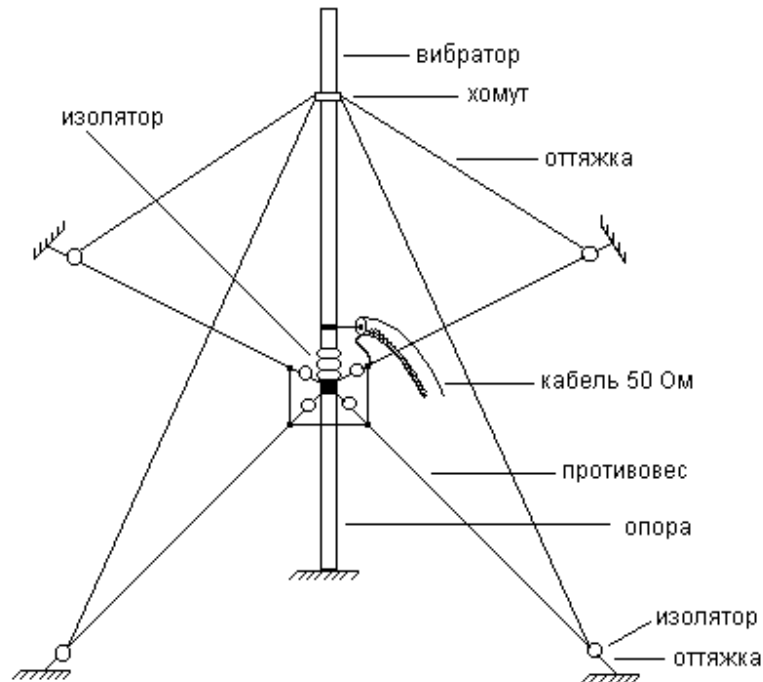 вибратор
хомут
изолятор
оттяжка
кабель 50 Ом
противовес
опора
изолятор
оттяжка